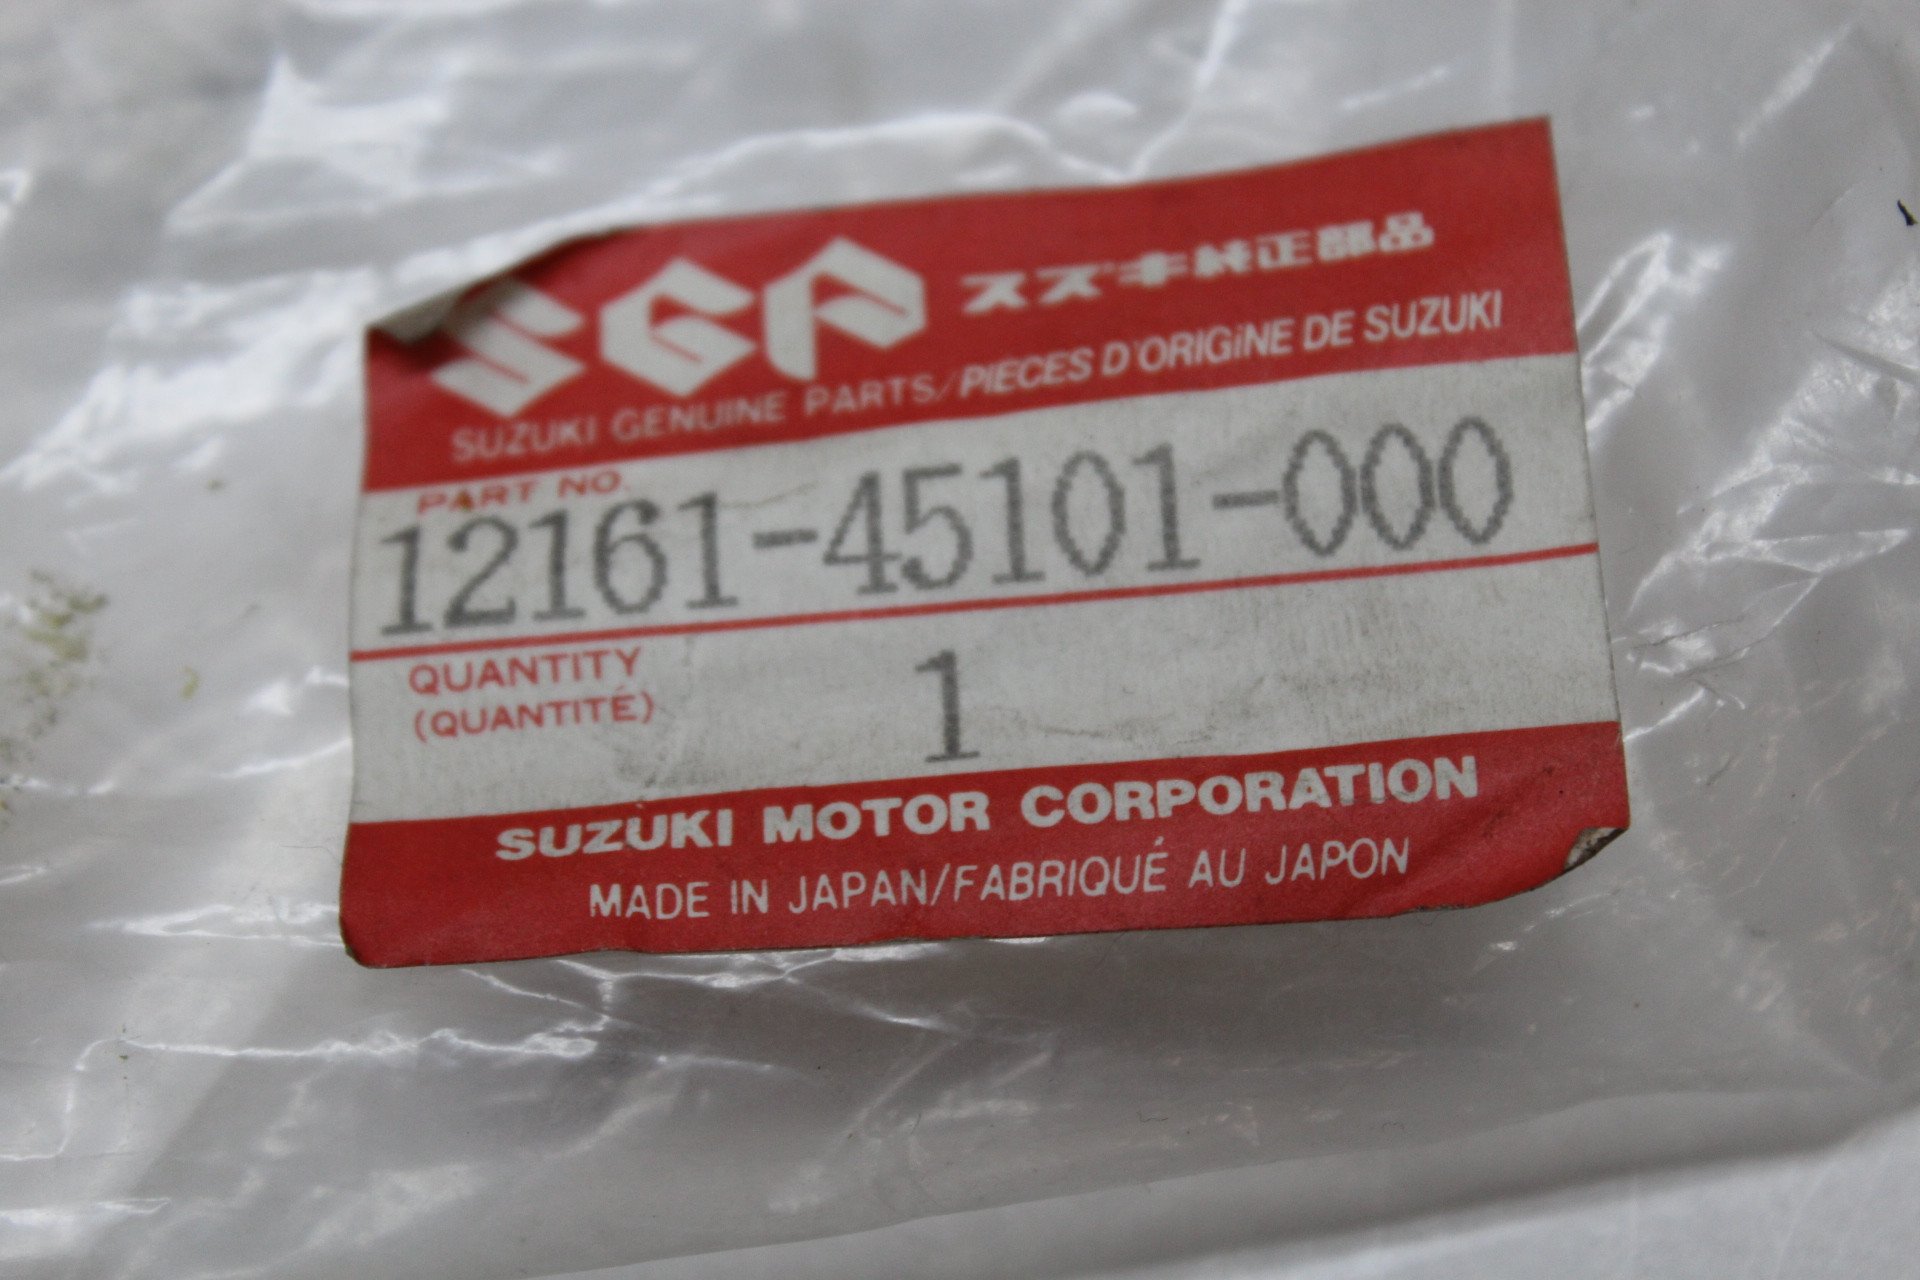 SGP スズキ純正部品
SUZUKI GENUINE PARTS/PIECES D'ORIGINE DE SUZUKI
PART NO.
12161-45101-000
QUANTITY
(QUANTITÉ)
1
SUZUKI MOTOR CORPORATION
MADE IN JAPAN/FABRIQUÉ AU JAPON